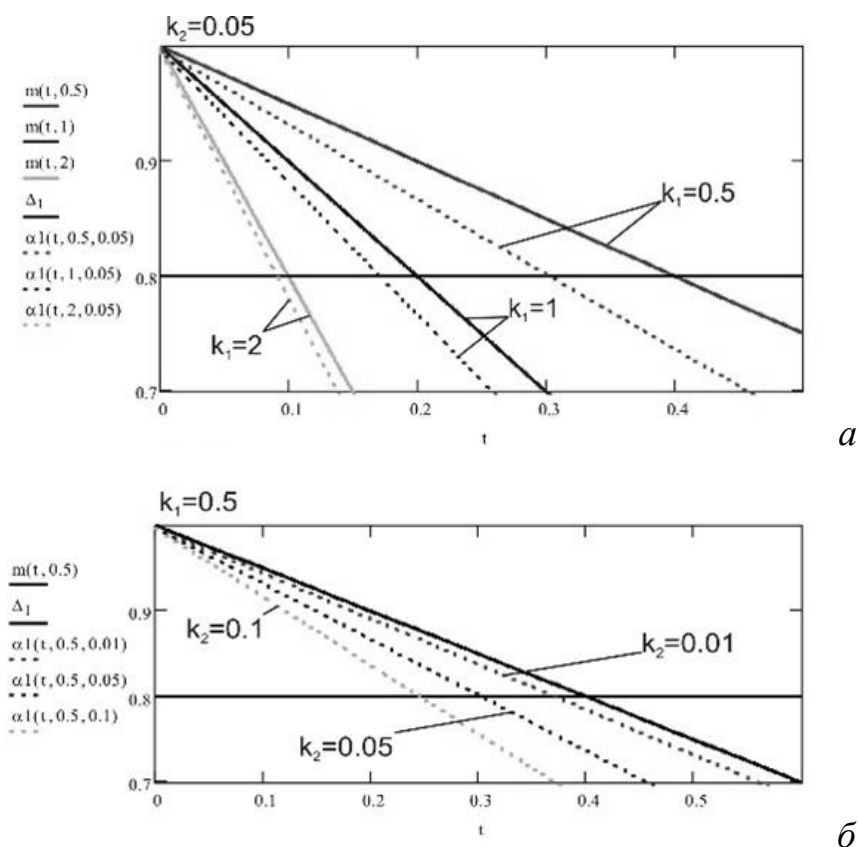 k₂=0.05
m(t,0.5)
m(t,1)
m(t,2)
Δ₁
α1(t,0.5,0.05)
α1(t,1,0.05)
α1(t,2,0.05)
0.9
0.8
0.7
k₁=0.5
k₁=1
k₁=2
0 0.1 0.2 0.3 0.4
t
а
k₁=0.5
m(t,0.5)
Δ₁
α1(t,0.5,0.01)
α1(t,0.5,0.05)
α1(t,0.5,0.1)
0.9
0.8
0.7
k₂=0.1
k₂=0.01
k₂=0.05
0 0.1 0.2 0.3 0.4 0.5
t
б